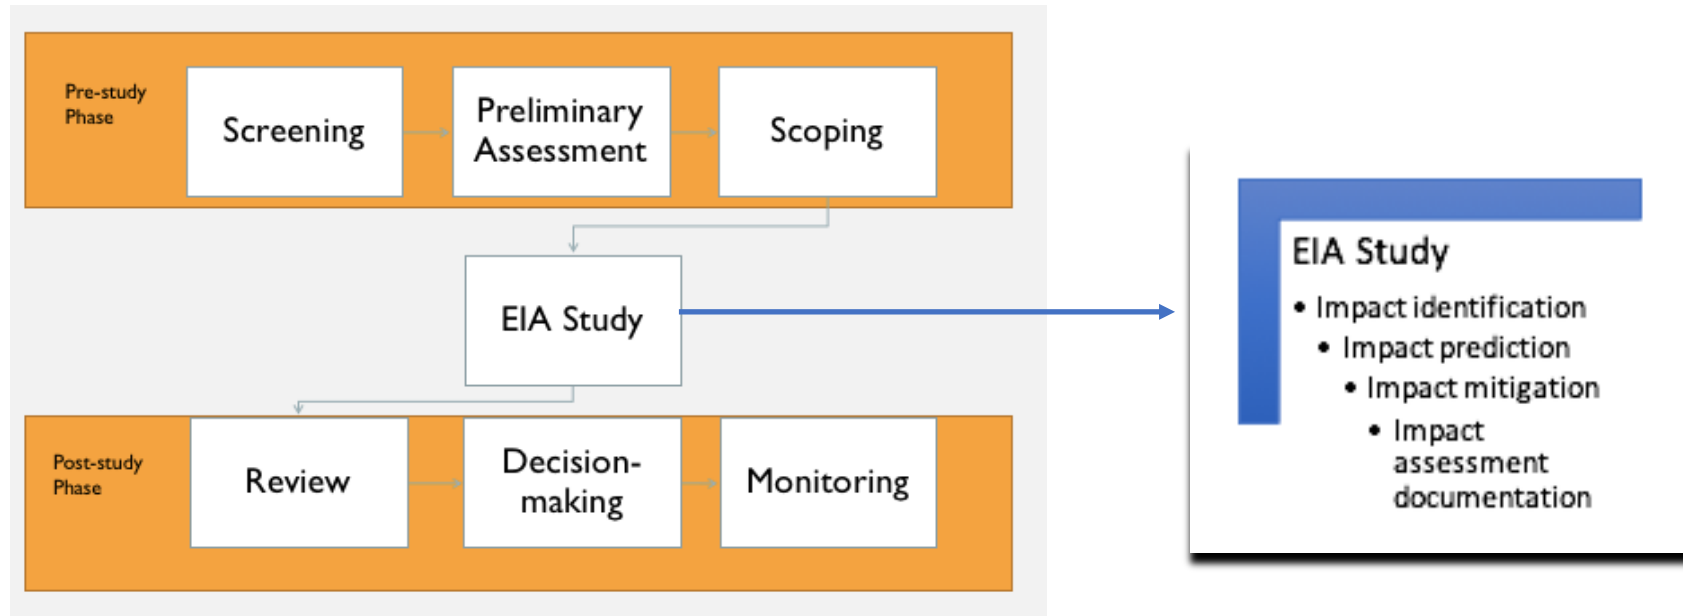 Pre-study
Phase
Screening
Preliminary
Assessment
Scoping
EIA Study
Post-study
Phase
Review
Decision-
making
Monitoring
EIA Study
• Impact identification
• Impact prediction
• Impact mitigation
• Impact
assessment
documentation